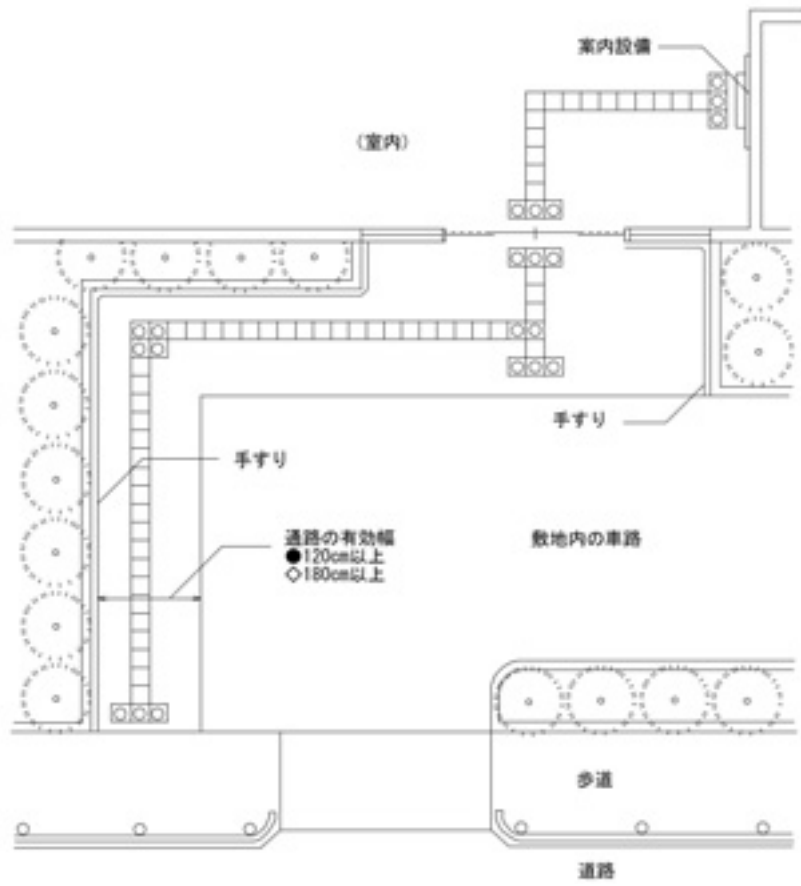 案内設備
(室内)
手すり
手すり
通路の有効幅
●120cm以上
◇180cm以上
敷地内の車路
歩道
道路